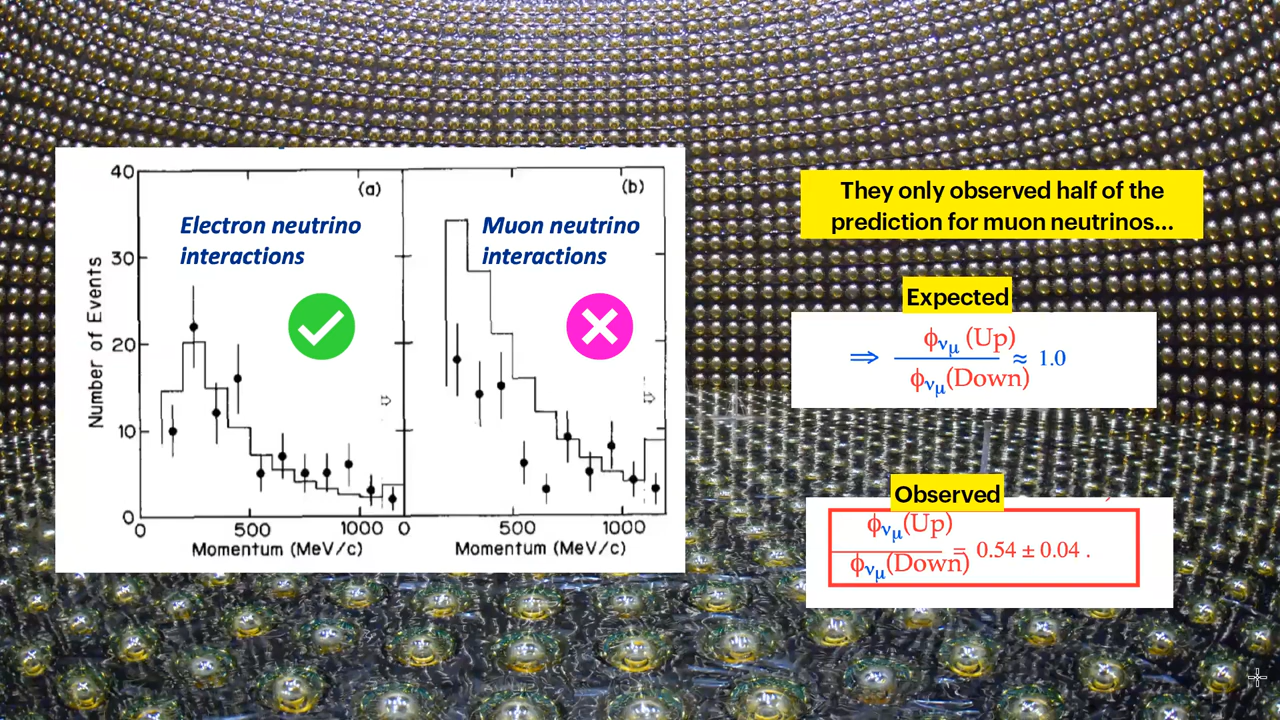 40
30
20
10
0
Number of Events
(a)
Electron neutrino
interactions
0
500
1000
Momentum (MeV/c)
(b)
Muon neutrino
interactions
0
500
1000
Momentum (MeV/c)
They only observed half of the
prediction for muon neutrinos...
Expected
⇒ ϕνμ (Up)
ϕνμ(Down) ≈ 1.0
Observed
ϕνμ(Up)
ϕνμ(Down) = 0.54 ± 0.04 .